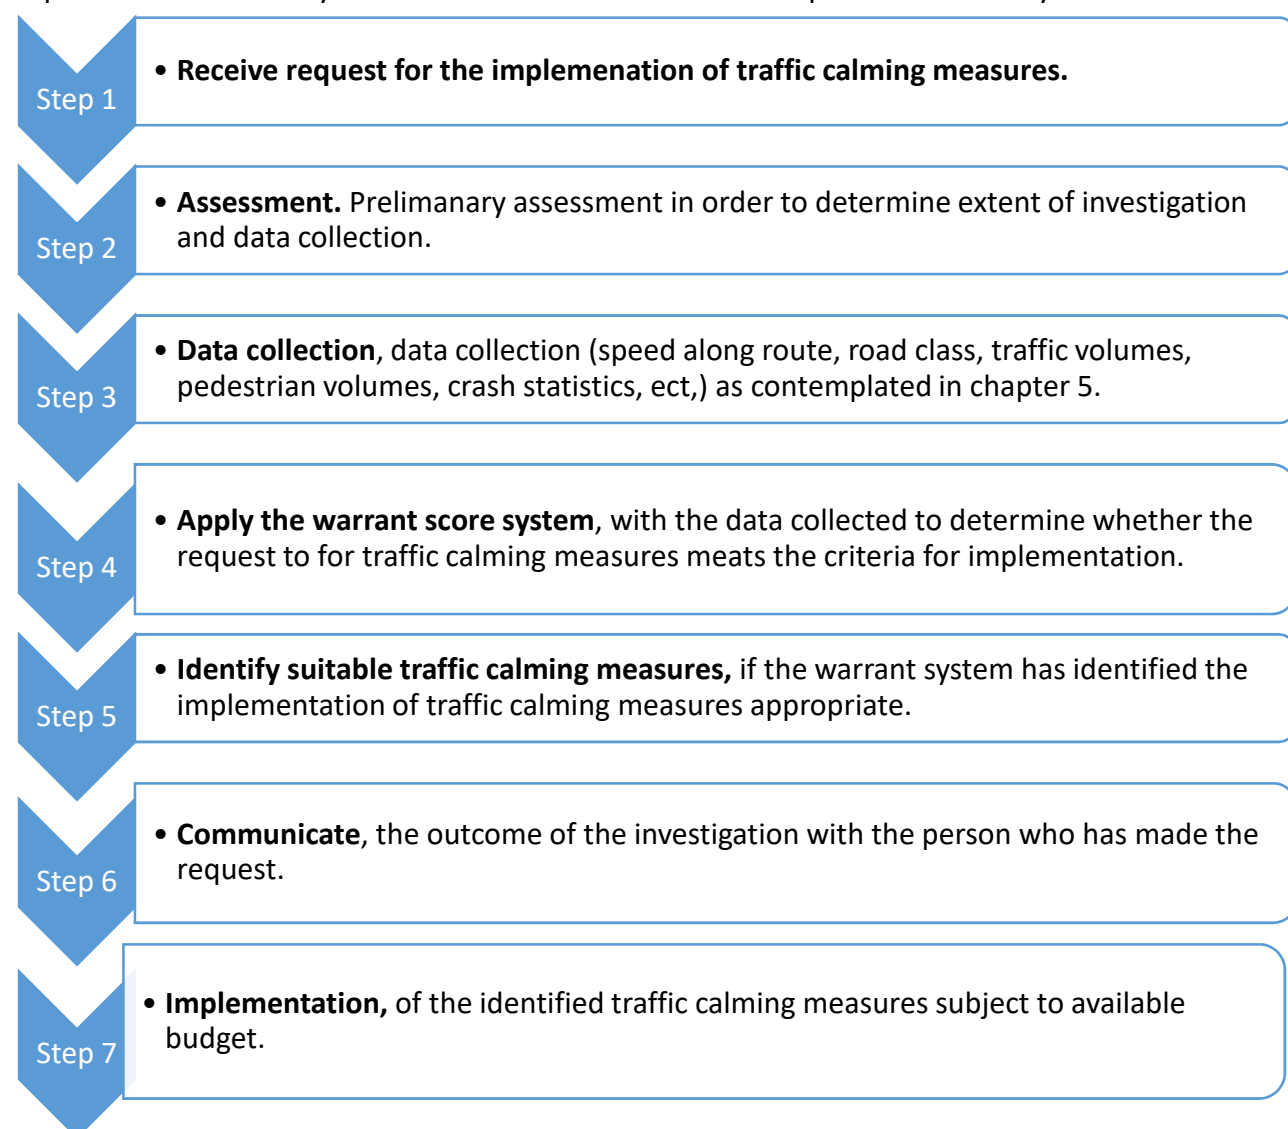 Step 1
• Receive request for the implemenation of traffic calming measures.
Step 2
• Assessment. Prelimanary assessment in order to determine extent of investigation
and data collection.
Step 3
• Data collection, data collection (speed along route, road class, traffic volumes,
pedestrian volumes, crash statistics, ect,) as contemplated in chapter 5.
Step 4
• Apply the warrant score system, with the data collected to determine whether the
request to for traffic calming measures meats the criteria for implementation.
Step 5
• Identify suitable traffic calming measures, if the warrant system has identified the
implementation of traffic calming measures appropriate.
Step 6
• Communicate, the outcome of the investigation with the person who has made the
request.
Step 7
• Implementation, of the identified traffic calming measures subject to available
budget.